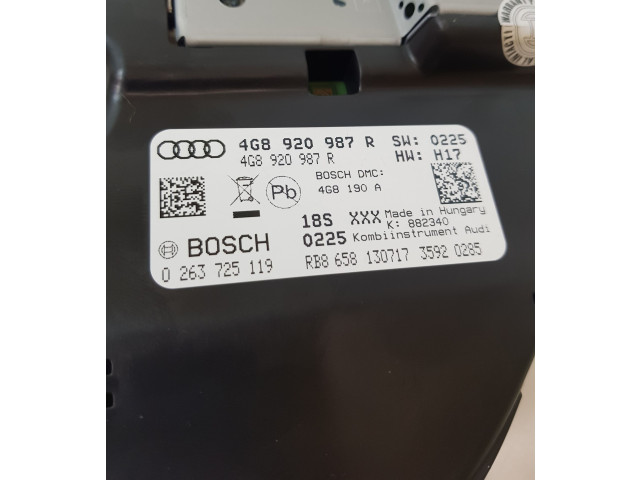 4G8 920 987 R SW: 0225
4G8 920 987 R HW: H17
BOSCH DMC:
Pb 4G8 190 A
18S XXX Made in Hungary
K: 882340
BOSCH 0225 Kombiinstrument Audi
0 263 725 119 RB8 658 130717 3592 0285